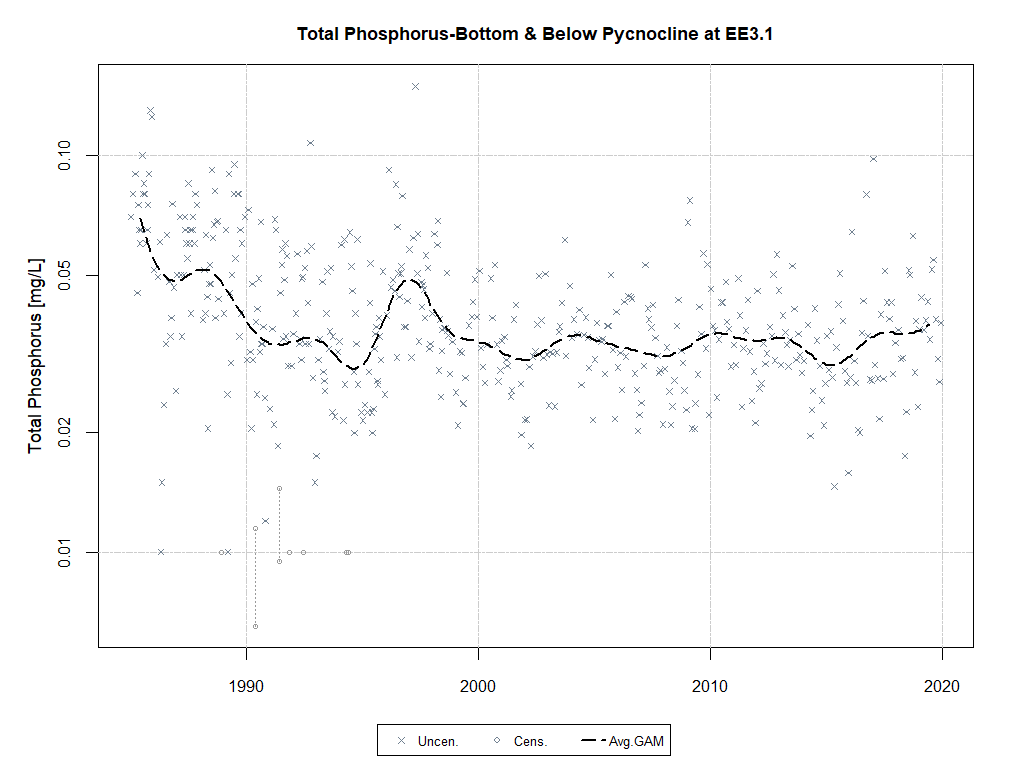 Total Phosphorus-Bottom & Below Pycnocline at EE3.1
Total Phosphorus [mg/L]
0.10
0.05
0.02
0.01
1990 2000 2010 2020
Uncen. Cens. Avg.GAM